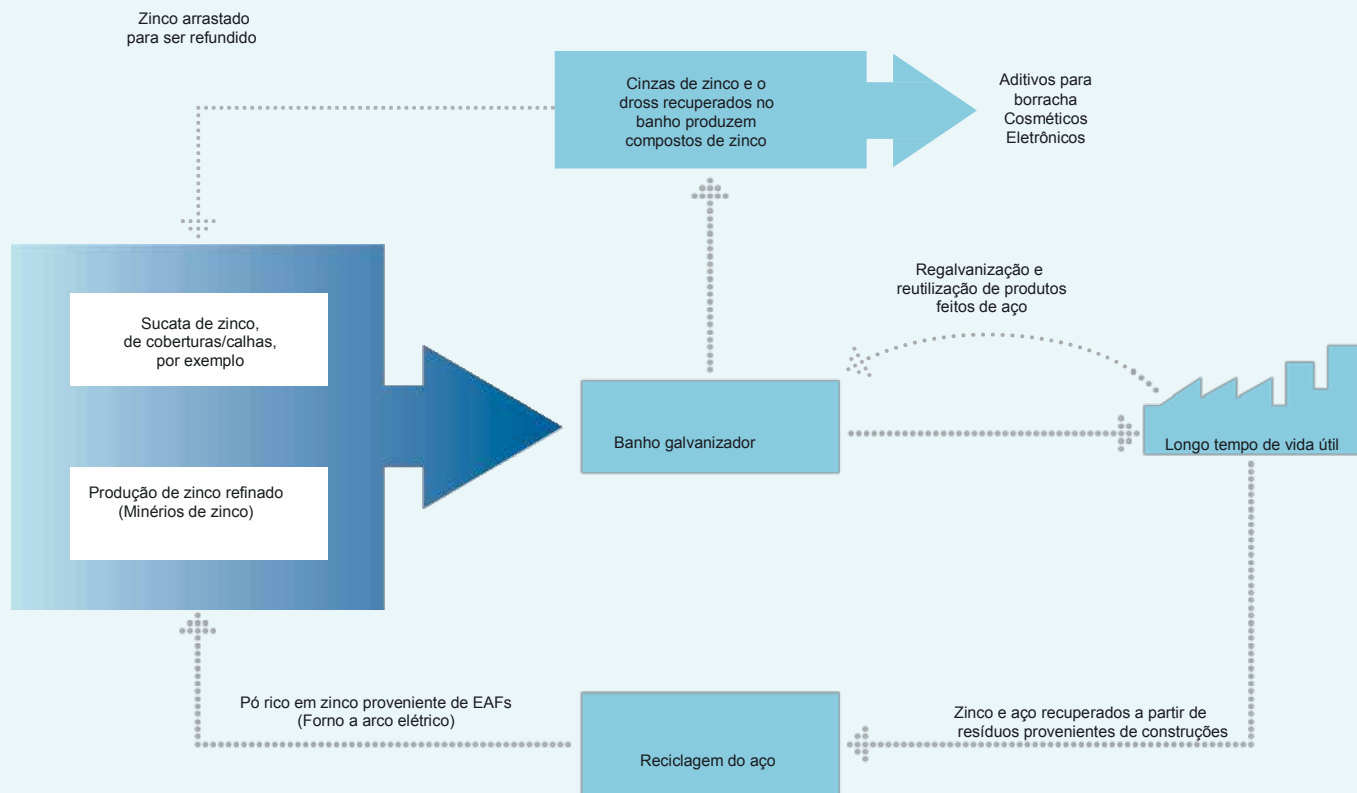 Zinco arrastado
para ser refundido
Cinzas de zinco e o
dross recuperados no
banho produzem
compostos de zinco
Aditivos para
borracha
Cosméticos
Eletrônicos
Regalvanização e
reutilização de produtos
feitos de aço
Sucata de zinco,
de coberturas/calhas,
por exemplo
Banho galvanizador
Longo tempo de vida útil
Produção de zinco refinado
(Minérios de zinco)
Pó rico em zinco proveniente de EAFs
(Forno a arco elétrico)
Reciclagem do aço
Zinco e aço recuperados a partir de
resíduos provenientes de construções